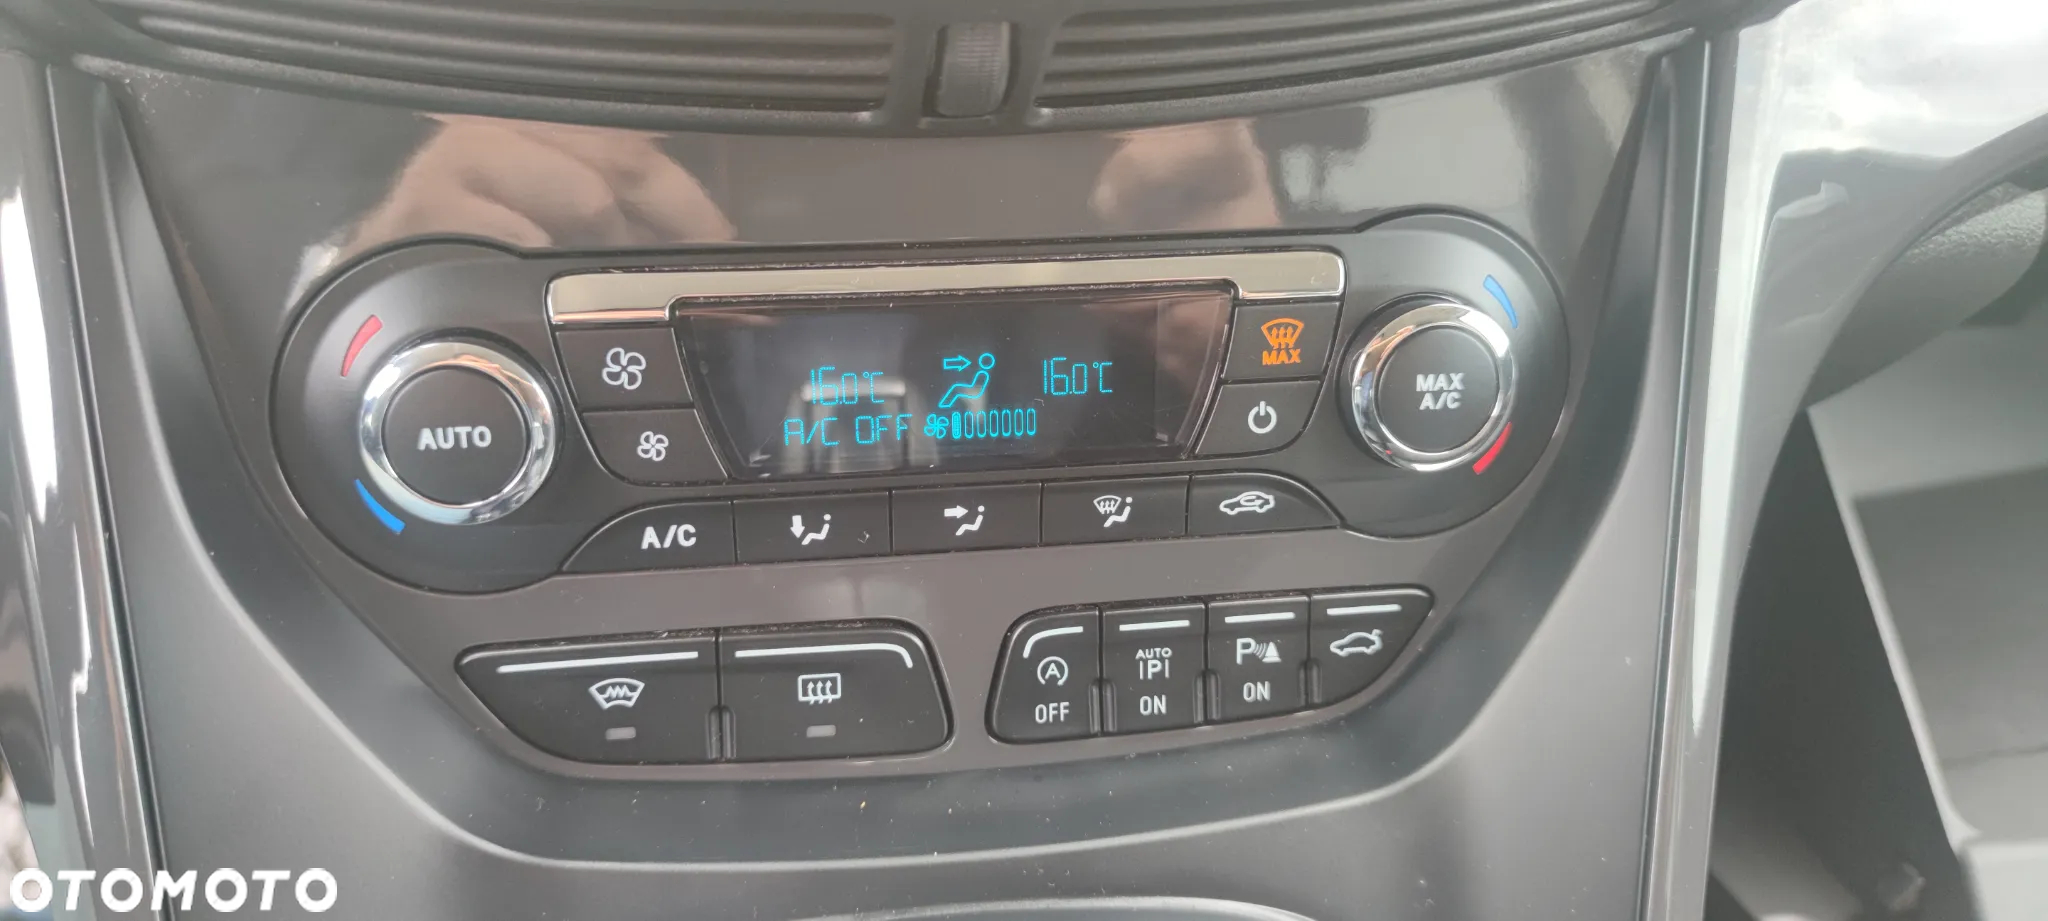 16.0°C 16.0°C
A/C OFF
MAX
AUTO
MAX
A/C
A/C
A
OFF
AUTO
P
ON
P
ON
OTOMOTO